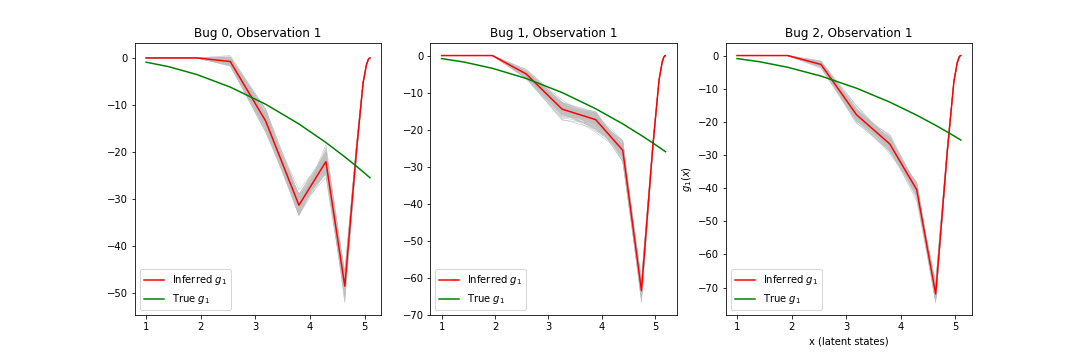 Bug 0, Observation 1
0
−10
−20
−30
−40
−50
1 2 3 4 5
Inferred g₁
True g₁
Bug 1, Observation 1
0
−10
−20
−30
−40
−50
−60
−70
1 2 3 4 5
Inferred g₁
True g₁
Bug 2, Observation 1
g₁(x)
0
−10
−20
−30
−40
−50
−60
−70
1 2 3 4 5
x (latent states)
Inferred g₁
True g₁